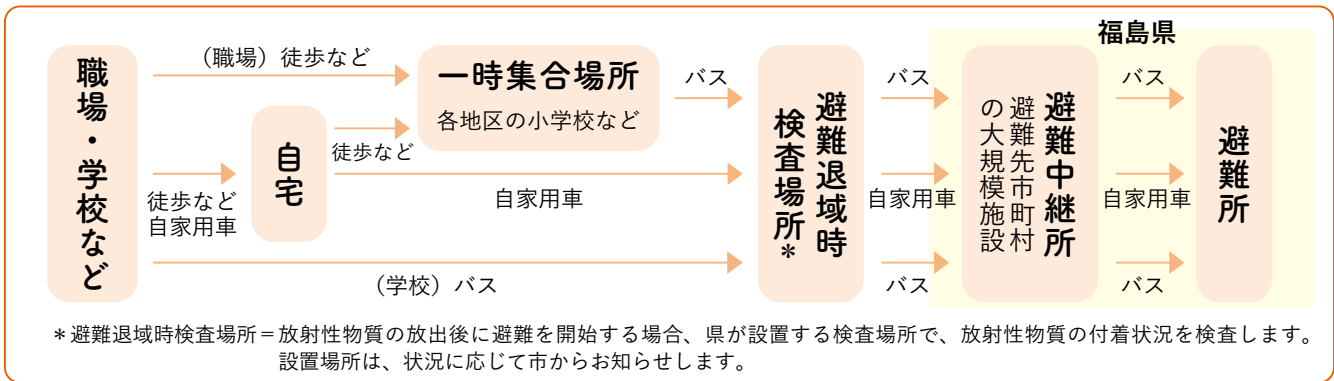 福島県
職場・学校など
(職場)徒歩など
徒歩など
自家用車
自宅
徒歩など
一時集合場所
各地区の小学校など
バス
自家用車
(学校)バス
避難退域時
検査場所*
バス
自家用車
バス
避難中継所
避難先市町村
の大規模施設
バス
自家用車
バス
避難所
*避難退域時検査場所=放射性物質の放出後に避難を開始する場合、県が設置する検査場所で、放射性物質の付着状況を検査します。
設置場所は、状況に応じて市からお知らせします。